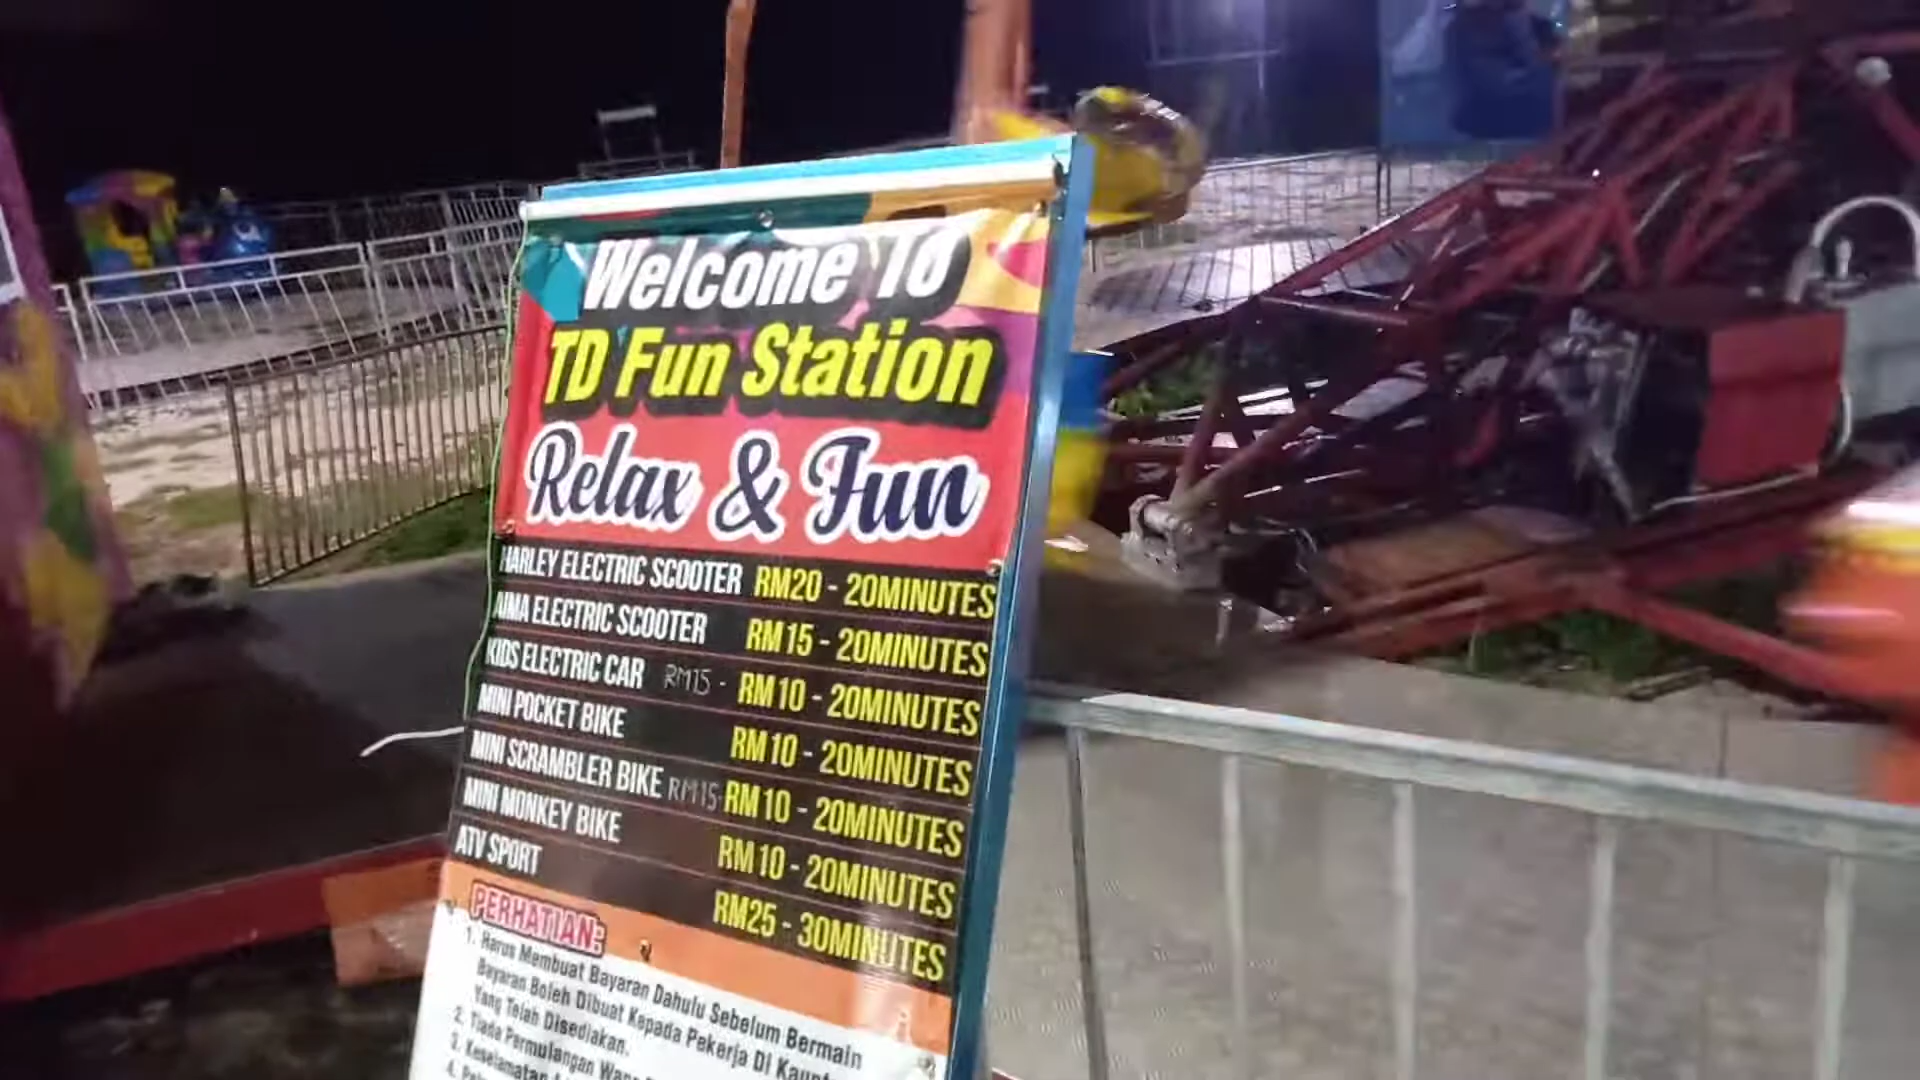 Welcome To
TD Fun Station
Relax & Fun
HARLEY ELECTRIC SCOOTER RM20 - 20MINUTES
AIMA ELECTRIC SCOOTER RM15 - 20MINUTES
KIDS ELECTRIC CAR RM15 - RM10 - 20MINUTES
MINI POCKET BIKE RM10 - 20MINUTES
MINI SCRAMBLER BIKE RM15 RM10 - 20MINUTES
MINI MONKEY BIKE RM10 - 20MINUTES
ATV SPORT RM25 - 30MINUTES
PERHATIAN:
1. Harus Membuat Bayaran Dahulu Sebelum Bermain
Bayaran Boleh Dibuat Kepada Pekerja Di
Yang Telah Disediakan.
2. Tiada Pemulangan
3. Keselamatan
4.